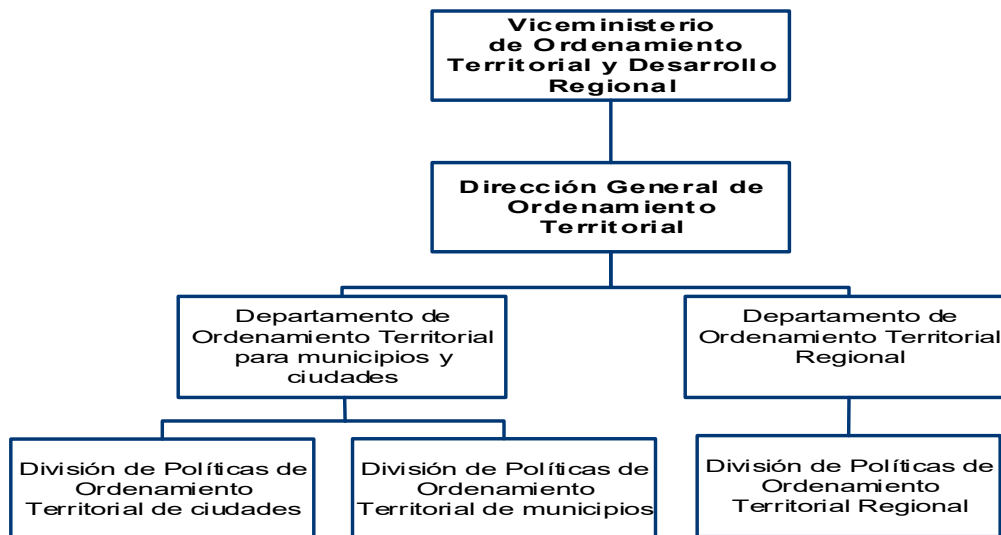 Viceministerio
de Ordenamiento
Territorial y Desarrollo
Regional
Dirección General de
Ordenamiento
Territorial
Departamento de
Ordenamiento Territorial
para municipios y
ciudades
Departamento de
Ordenamiento Territorial
Regional
División de Políticas de
Ordenamiento
Territorial de ciudades
División de Políticas de
Ordenamiento
Territorial de municipios
División de Políticas de
Ordenamiento
Territorial Regional